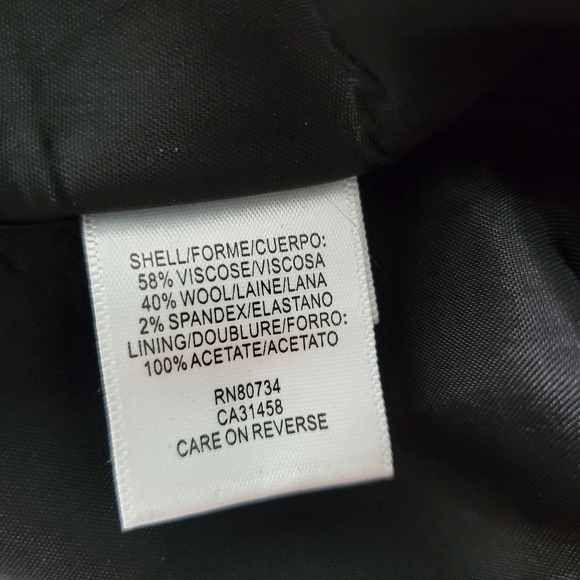 SHELL/FORME/CUERPO:
58% VISCOSE/VISCOSA
40% WOOL/LAINE/LANA
2% SPANDEX/ELASTANO
LINING/DOUBLURE/FORRO:
100% ACETATE/ACETATO
RN80734
CA31458
CARE ON REVERSE